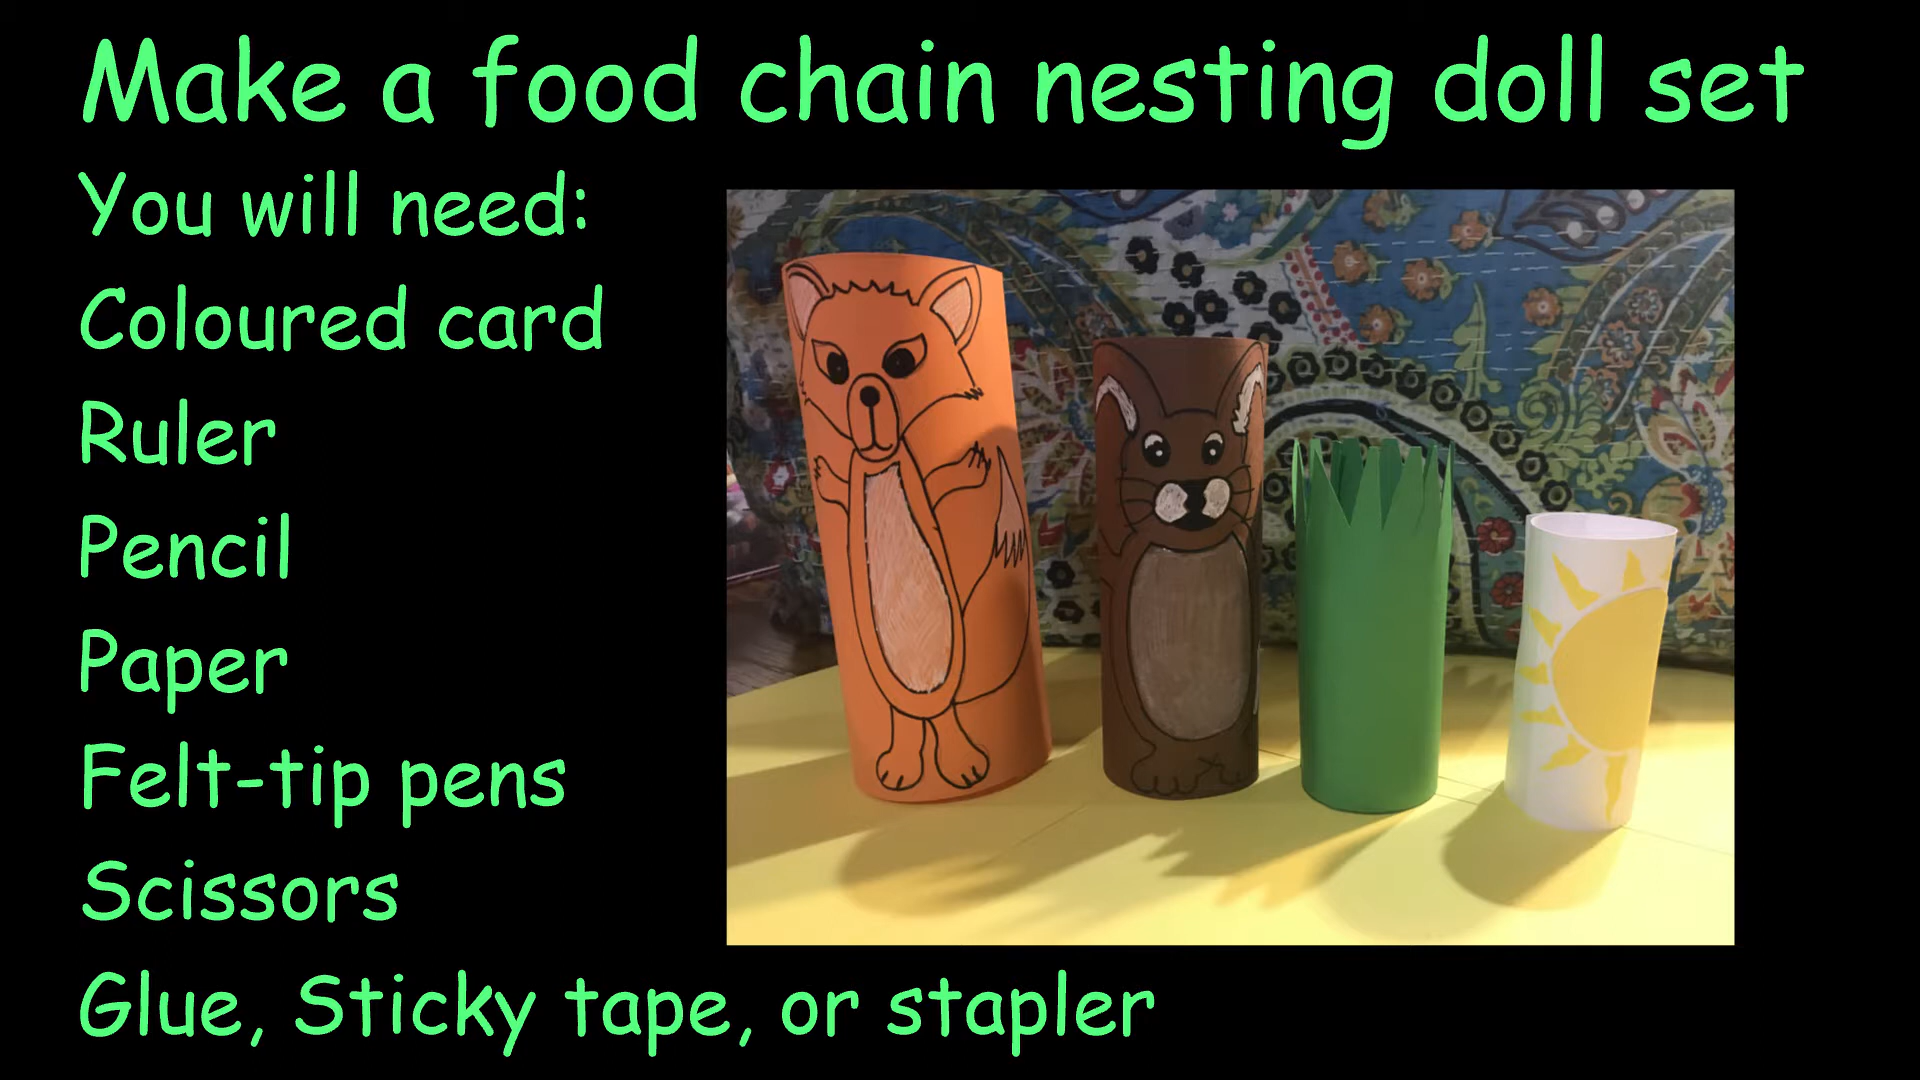 Make a food chain nesting doll set
You will need:
Coloured card
Ruler
Pencil
Paper
Felt-tip pens
Scissors
Glue, Sticky tape, or stapler